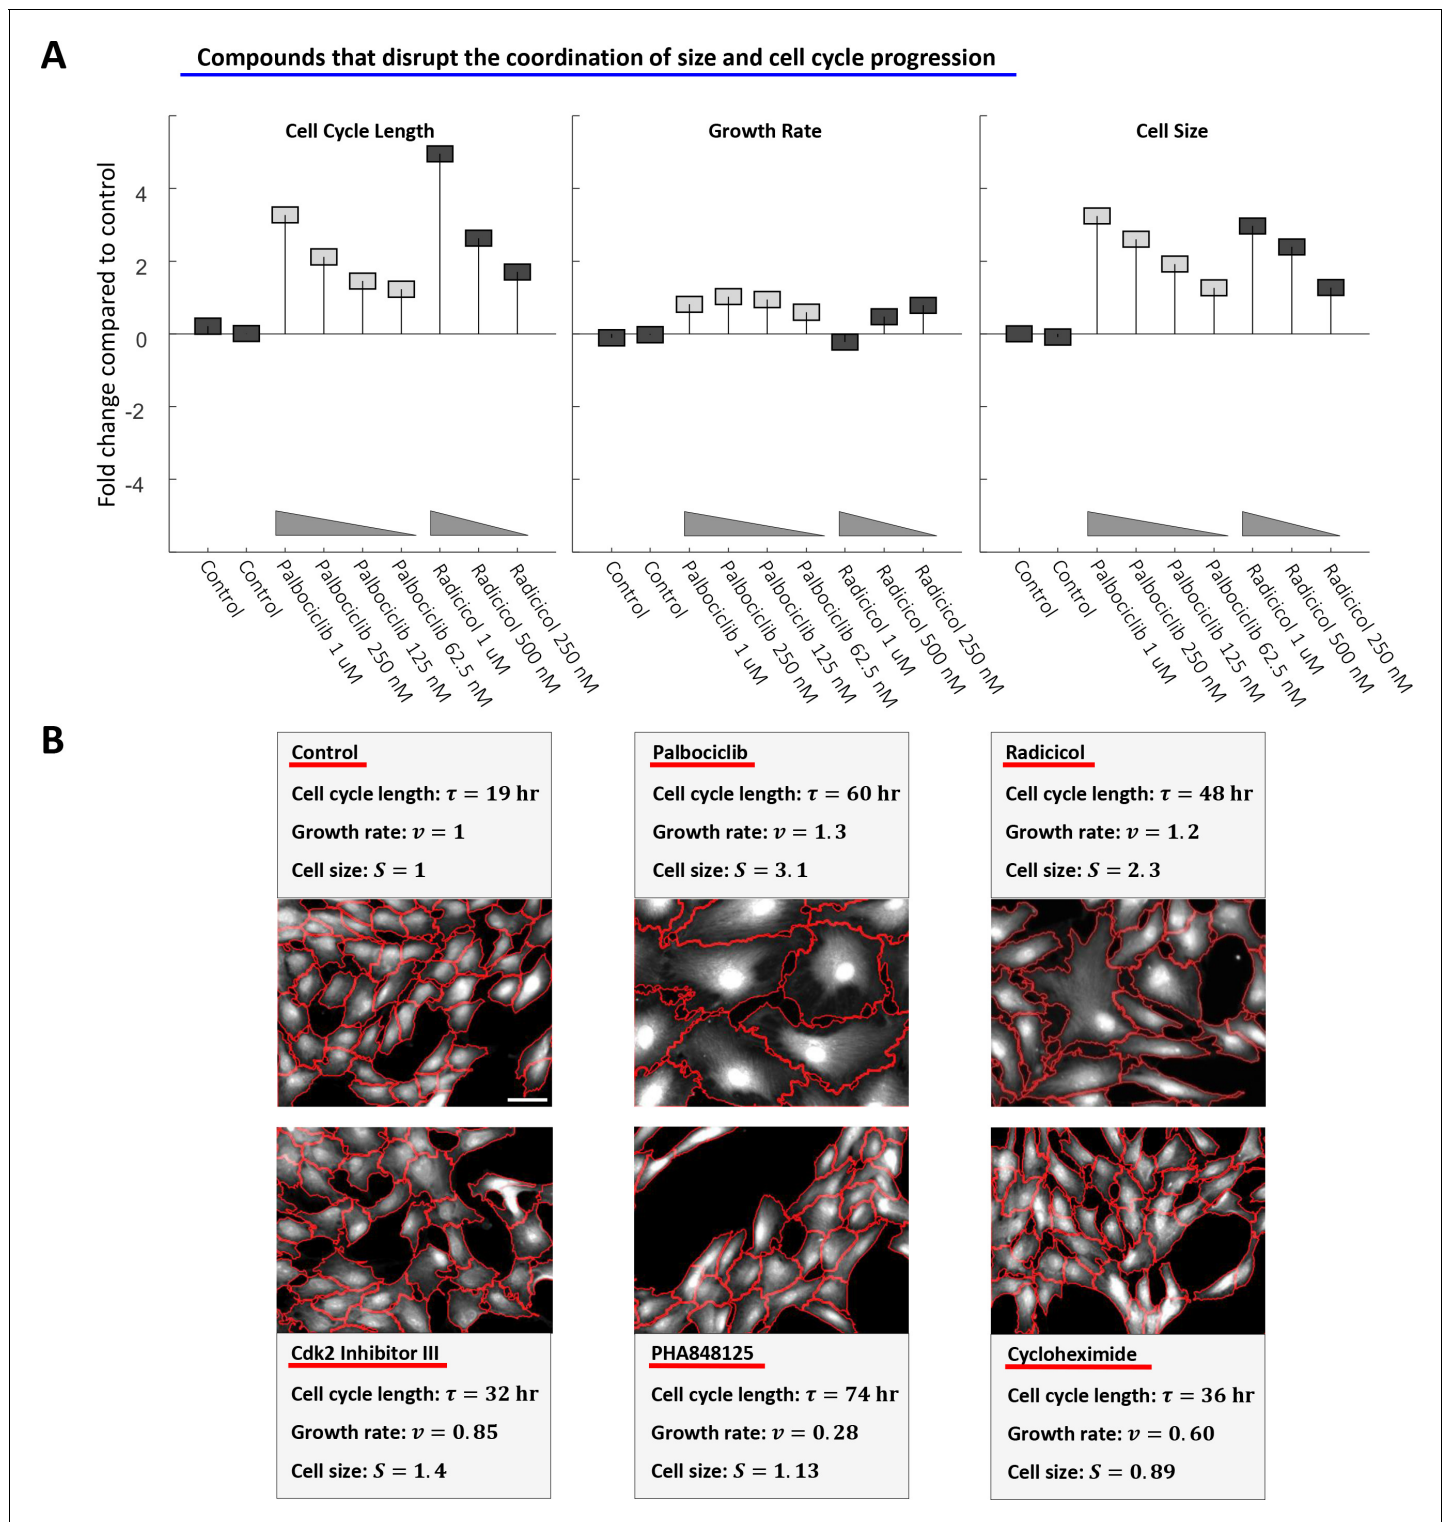 A
Compounds that disrupt the coordination of size and cell cycle progression
Fold change compared to control
4
2
0
-2
-4
Cell Cycle Length
Control
Control
Palbociclib 1 uM
Palbociclib 250 nM
Palbociclib 125 nM
Palbociclib 62.5 nM
Radicicol 1 uM
Radicicol 500 nM
Radicicol 250 nM
Growth Rate
Control
Control
Palbociclib 1 uM
Palbociclib 250 nM
Palbociclib 125 nM
Palbociclib 62.5 nM
Radicicol 1 uM
Radicicol 500 nM
Radicicol 250 nM
Cell Size
Control
Control
Palbociclib 1 uM
Palbociclib 250 nM
Palbociclib 125 nM
Palbociclib 62.5 nM
Radicicol 1 uM
Radicicol 500 nM
Radicicol 250 nM
B
Control
Cell cycle length: τ = 19 hr
Growth rate: v = 1
Cell size: S = 1
Palbociclib
Cell cycle length: τ = 60 hr
Growth rate: v = 1.3
Cell size: S = 3.1
Radicicol
Cell cycle length: τ = 48 hr
Growth rate: v = 1.2
Cell size: S = 2.3
Cdk2 Inhibitor III
Cell cycle length: τ = 32 hr
Growth rate: v = 0.85
Cell size: S = 1.4
PHA848125
Cell cycle length: τ = 74 hr
Growth rate: v = 0.28
Cell size: S = 1.13
Cycloheximide
Cell cycle length: τ = 36 hr
Growth rate: v = 0.60
Cell size: S = 0.89